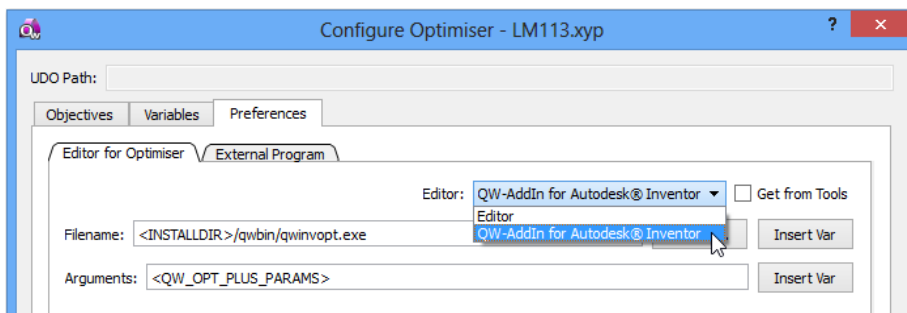 Configure Optimiser - LM113.xyp ?
UDO Path:
Objectives Variables Preferences
Editor for Optimiser External Program
Editor: QW-AddIn for Autodesk® Inventor Get from Tools
Editor
QW-AddIn for Autodesk® Inventor
Filename: <INSTALLDIR>/qwbin/qwinvopt.exe Insert Var
Arguments: <QW_OPT_PLUS_PARAMS> Insert Var